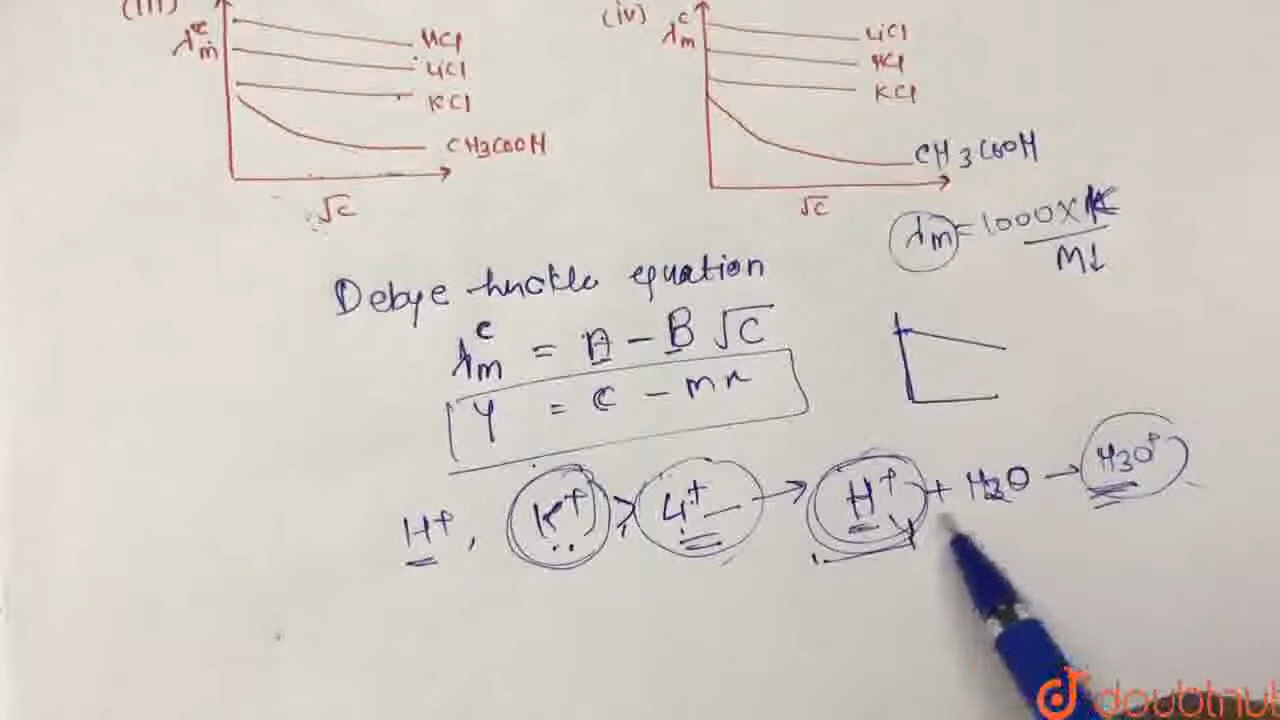 (iii)
λm^c
HCl
LiCl
KCl
CH3COOH
√c
(iv)
λm^c
LiCl
HCl
KCl
CH3COOH
√c
λm = 1000 × K
M↓
Debye huckle equation
λm^c = A - B √C
Y = c - mx
H+, K+ > Li+ → H+ + H2O → H3O+
doubtnut